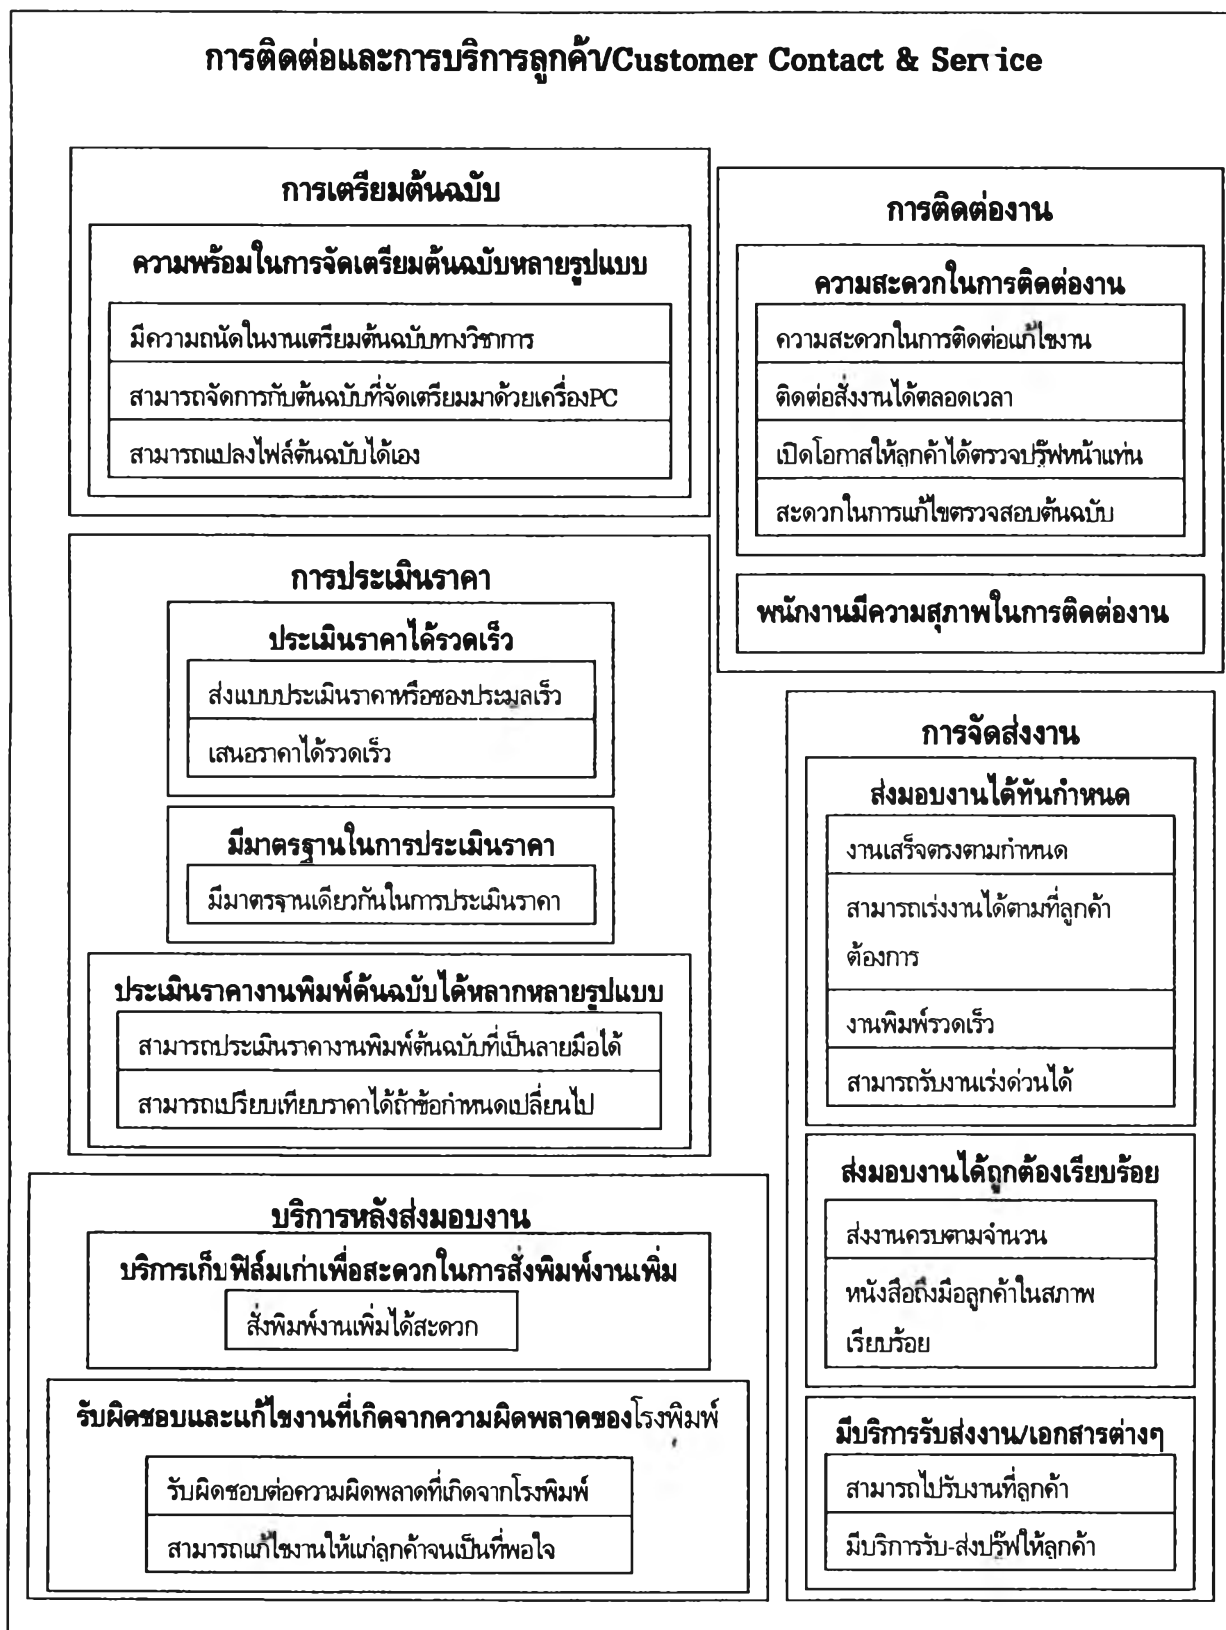 การติดต่อและการบริการลูกค้า/Customer Contact & Service
การเตรียมต้นฉบับ
ความพร้อมในการจัดเตรียมต้นฉบับหลายรูปแบบ
มีความถนัดในงานเตรียมต้นฉบับทางวิชาการ
สามารถจัดการกับต้นฉบับที่จัดเตรียมมาด้วยเครื่องPC
สามารถแปลงไฟล์ต้นฉบับได้เอง
การประเมินราคา
ประเมินราคาได้รวดเร็ว
ส่งแบบประเมินราคาหรือซองประมูลเร็ว
เสนอราคาได้รวดเร็ว
มีมาตรฐานในการประเมินราคา
มีมาตรฐานเดียวกันในการประเมินราคา
ประเมินราคางานพิมพ์ต้นฉบับได้หลากหลายรูปแบบ
สามารถประเมินราคางานพิมพ์ต้นฉบับที่เป็นลายมือได้
สามารถเปรียบเทียบราคาได้ถ้าข้อกำหนดเปลี่ยนไป
บริการหลังส่งมอบงาน
บริการเก็บฟิล์มเก่าเพื่อสะดวกในการสั่งพิมพ์งานเพิ่ม
สั่งพิมพ์งานเพิ่มได้สะดวก
รับผิดชอบและแก้ไขงานที่เกิดจากความผิดพลาดของโรงพิมพ์
รับผิดชอบต่อความผิดพลาดที่เกิดจากโรงพิมพ์
สามารถแก้ไขงานให้แก่ลูกค้าจนเป็นที่พอใจ
การติดต่องาน
ความสะดวกในการติดต่องาน
ความสะดวกในการติดต่อแก้ไขงาน
ติดต่อสั่งงานได้ตลอดเวลา
เปิดโอกาสให้ลูกค้าได้ตรวจปรู๊ฟหน้าแท่น
สะดวกในการแก้ไขตรวจสอบต้นฉบับ
พนักงานมีความสุภาพในการติดต่องาน
การจัดส่งงาน
ส่งมอบงานได้ทันกำหนด
งานเสร็จตรงตามกำหนด
สามารถเร่งงานได้ตามที่ลูกค้า
ต้องการ
งานพิมพ์รวดเร็ว
สามารถรับงานเร่งด่วนได้
ส่งมอบงานได้ถูกต้องเรียบร้อย
ส่งงานครบตามจำนวน
หนังสือถึงมือลูกค้าในสภาพ
เรียบร้อย
มีบริการรับส่งงาน/เอกสารต่างๆ
สามารถไปรับงานที่ลูกค้า
มีบริการรับ-ส่งปรู๊ฟให้ลูกค้า